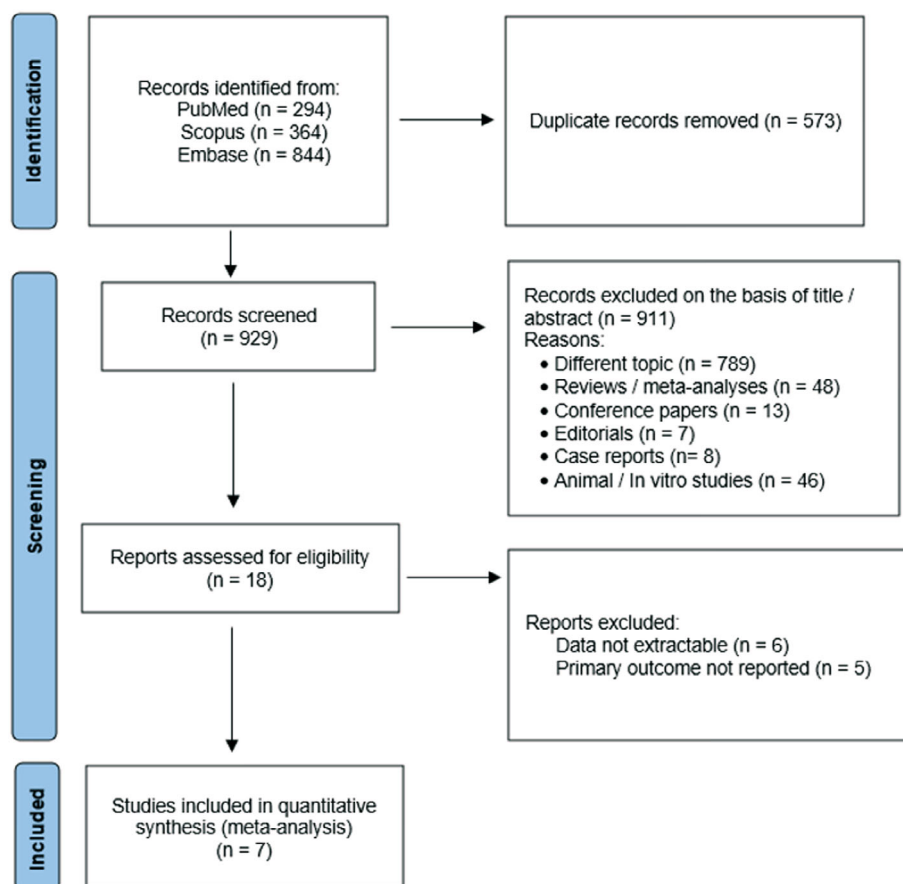 Identification
Records identified from:
PubMed (n = 294)
Scopus (n = 364)
Embase (n = 844)
Duplicate records removed (n = 573)
Screening
Records screened
(n = 929)
Records excluded on the basis of title /
abstract (n = 911)
Reasons:
• Different topic (n = 789)
• Reviews / meta-analyses (n = 48)
• Conference papers (n = 13)
• Editorials (n = 7)
• Case reports (n= 8)
• Animal / In vitro studies (n = 46)
Reports assessed for eligibility
(n = 18)
Reports excluded:
Data not extractable (n = 6)
Primary outcome not reported (n = 5)
Included
Studies included in quantitative
synthesis (meta-analysis)
(n = 7)